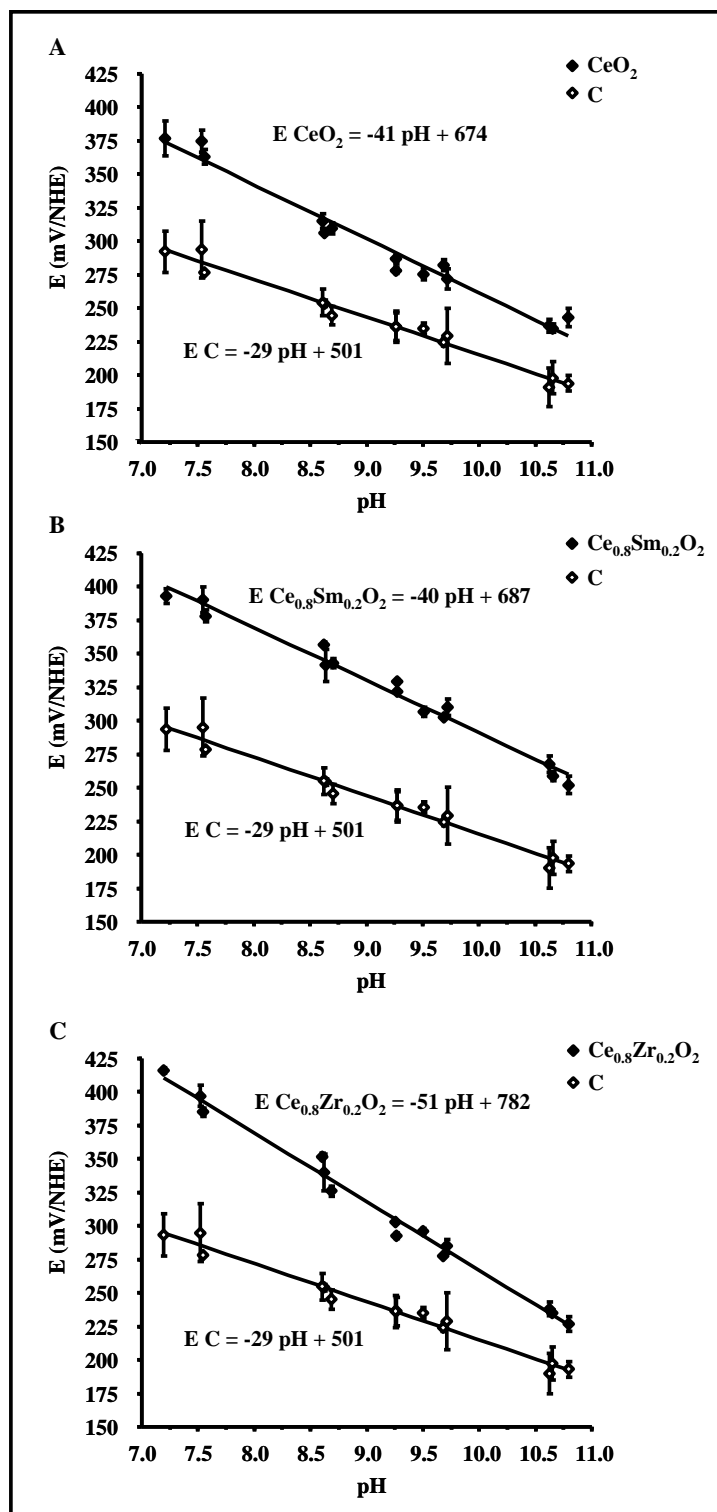 A
CeO2
C
E CeO2 = -41 pH + 674
E C = -29 pH + 501
E (mV/NHE)
425
400
375
350
325
300
275
250
225
200
175
150
7.0 7.5 8.0 8.5 9.0 9.5 10.0 10.5 11.0
pH
B
Ce0.8Sm0.2O2
C
E Ce0.8Sm0.2O2 = -40 pH + 687
E C = -29 pH + 501
E (mV/NHE)
425
400
375
350
325
300
275
250
225
200
175
150
7.0 7.5 8.0 8.5 9.0 9.5 10.0 10.5 11.0
pH
C
Ce0.8Zr0.2O2
C
E Ce0.8Zr0.2O2 = -51 pH + 782
E C = -29 pH + 501
E (mV/NHE)
425
400
375
350
325
300
275
250
225
200
175
150
7.0 7.5 8.0 8.5 9.0 9.5 10.0 10.5 11.0
pH